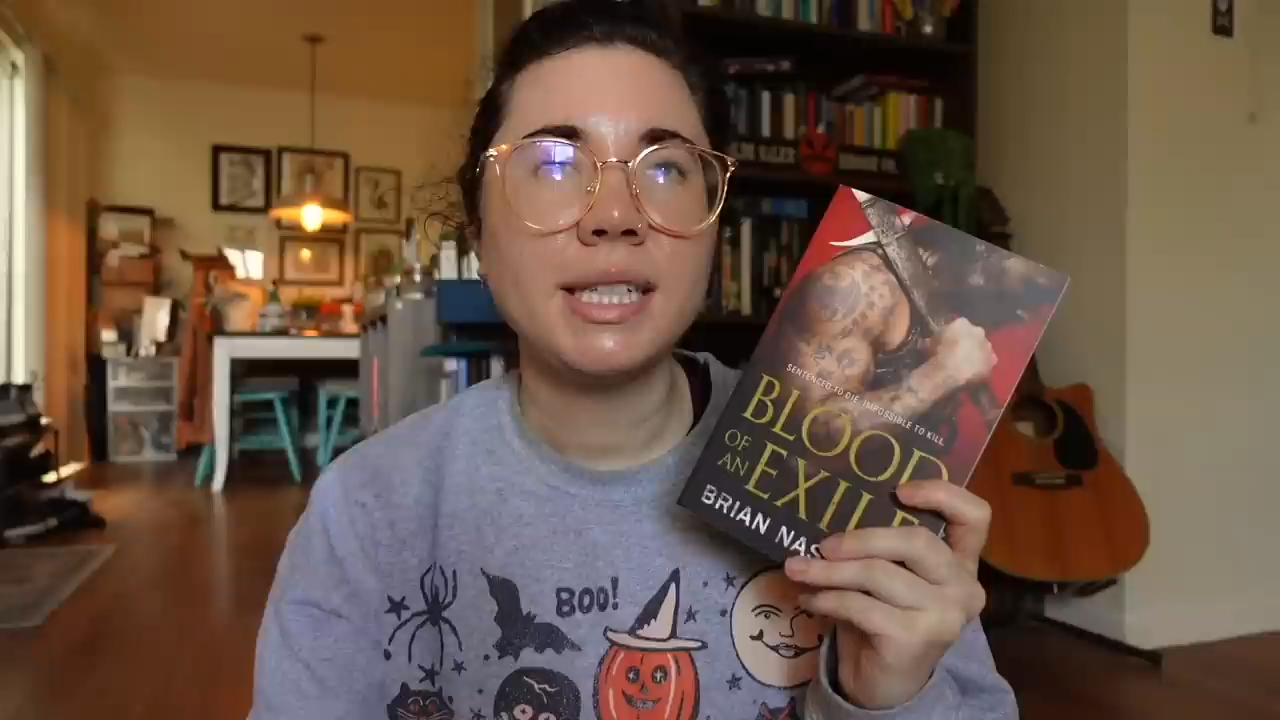 SENTENCED TO DIE. IMPOSSIBLE TO KILL.
BLOOD
OF
AN
EXILE
BRIAN NAS
BOO!